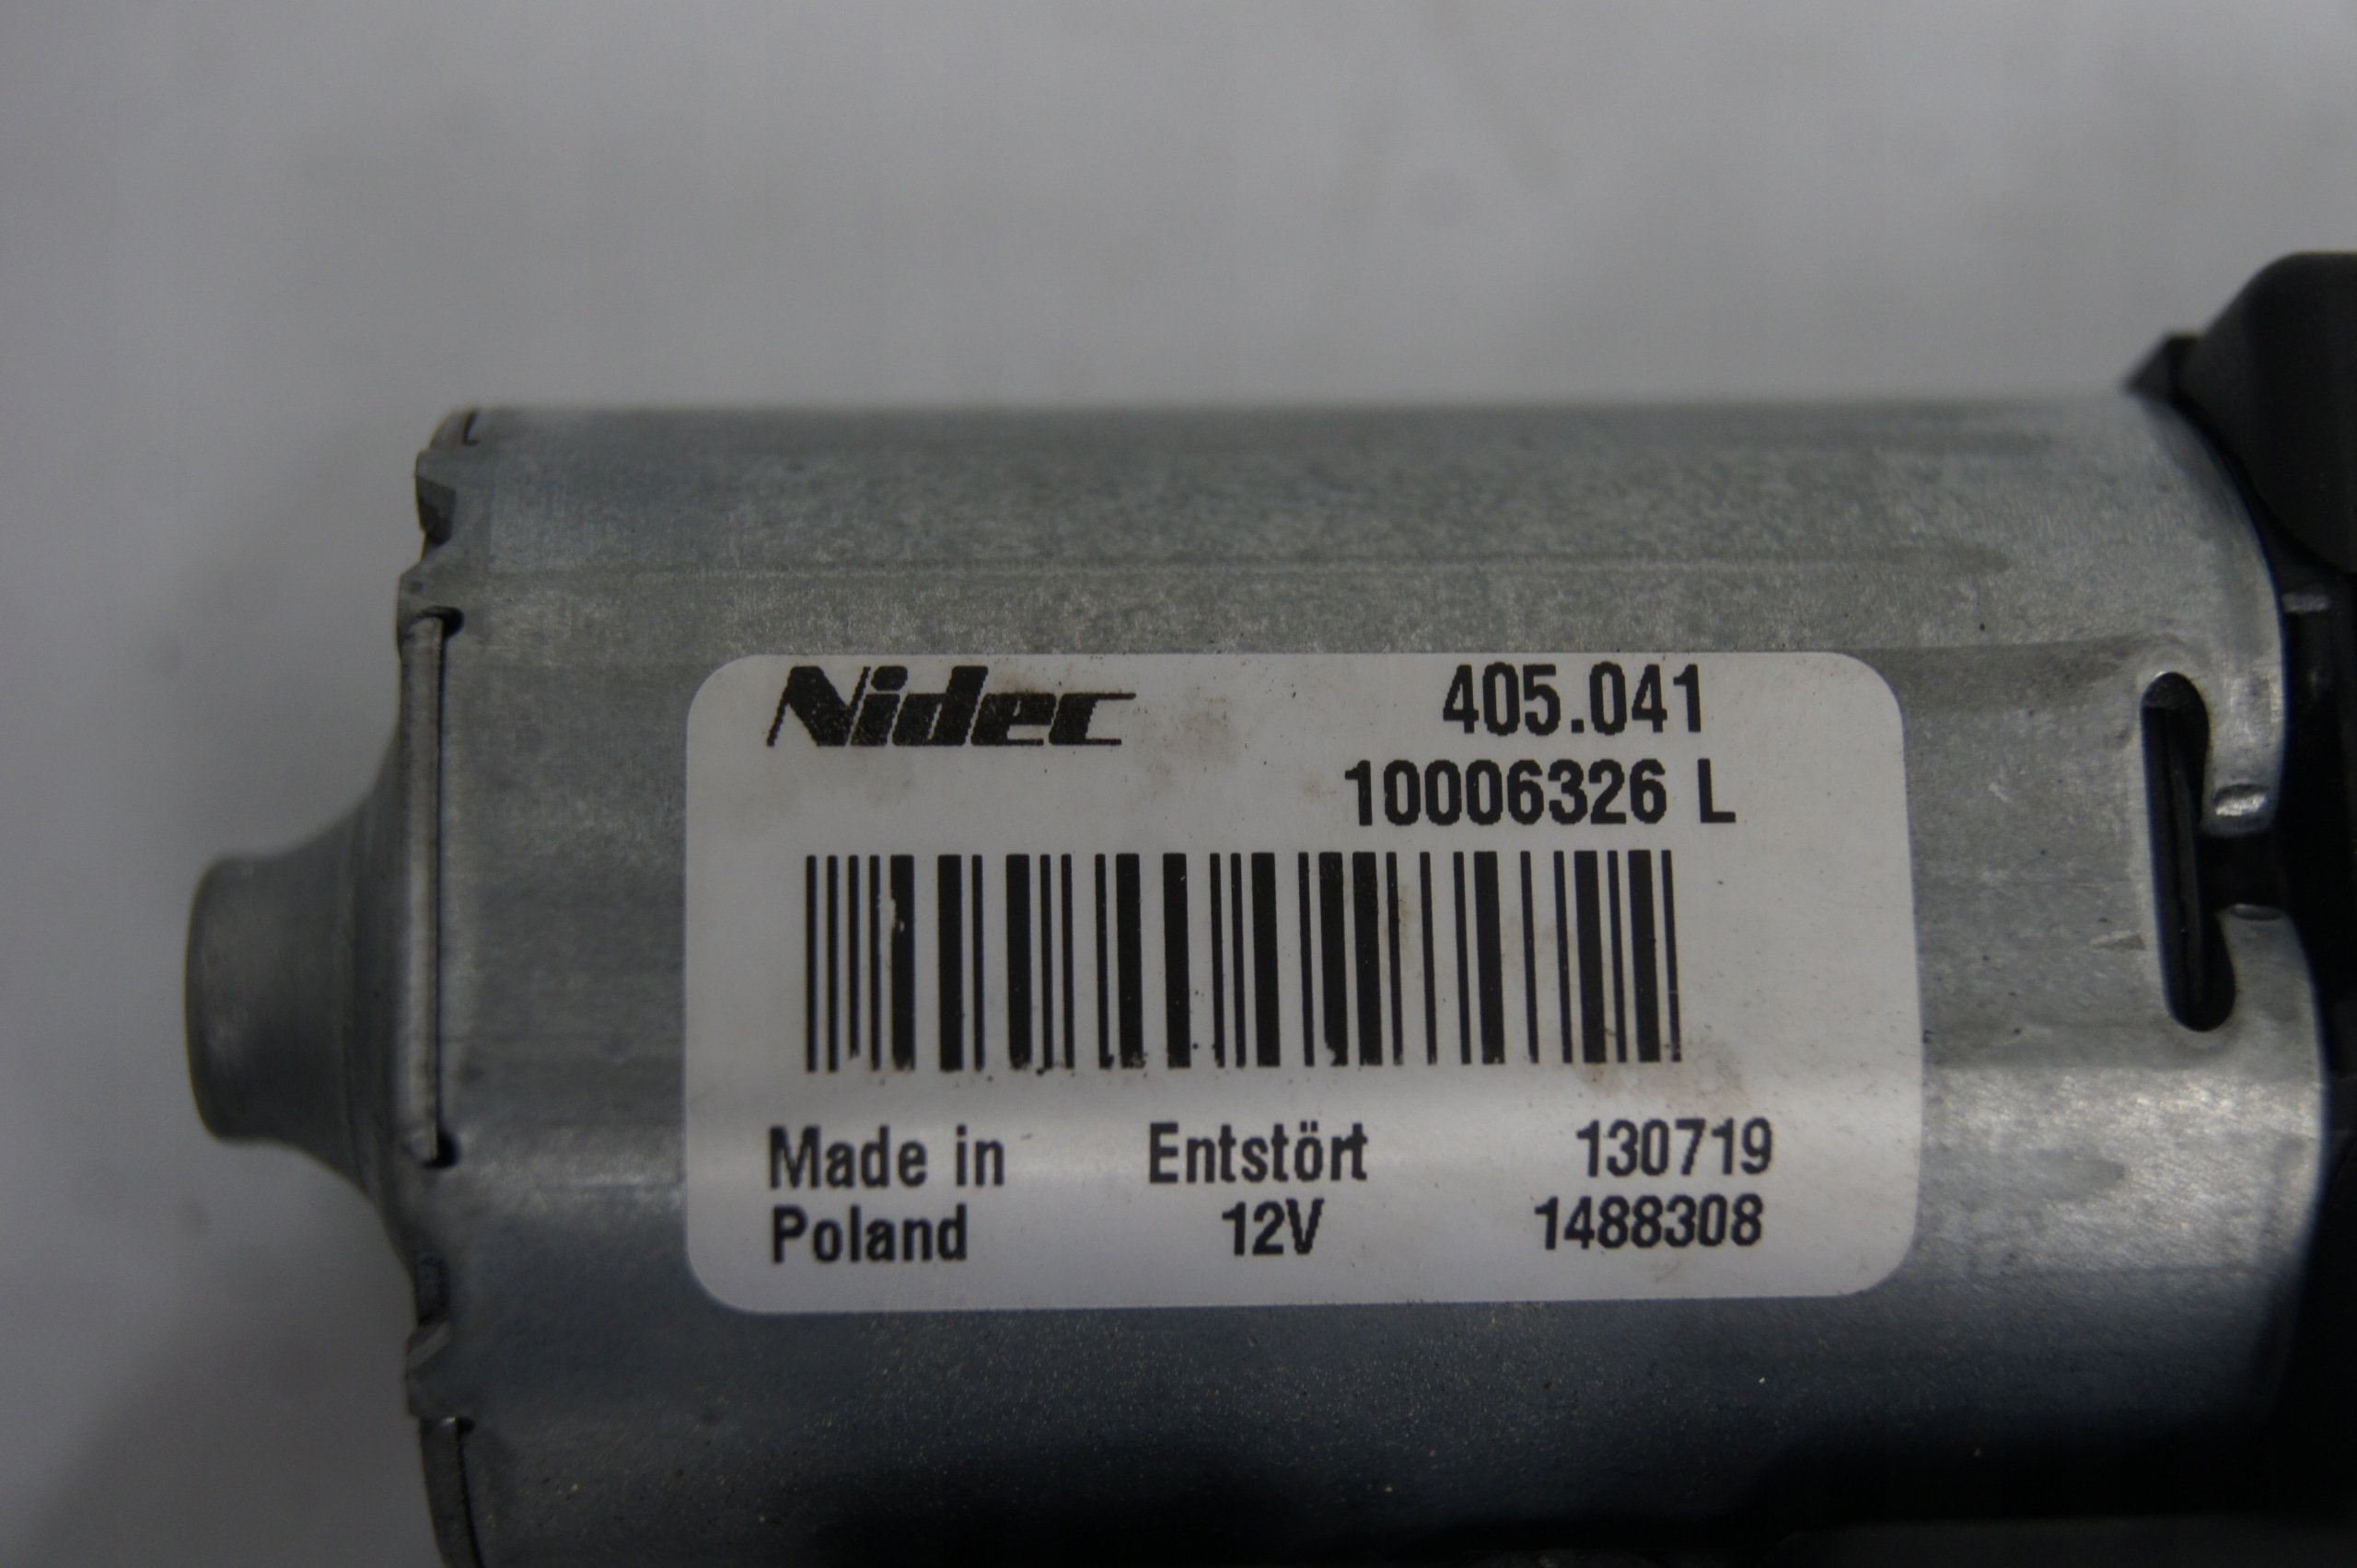 Nidec 405.041
10006326 L
Made in Entstört 130719
Poland 12V 1488308